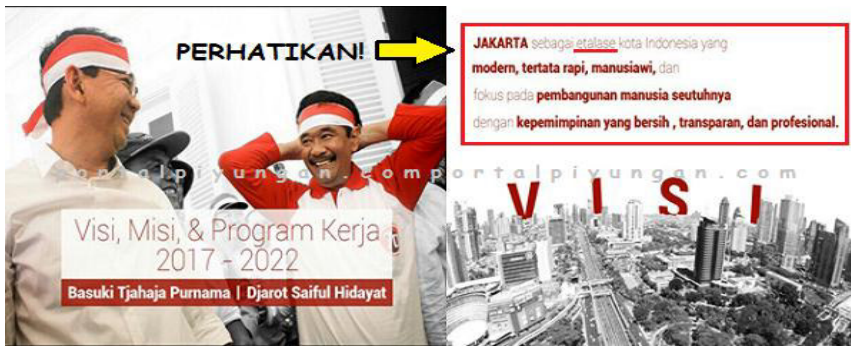 PERHATIKAN!
JAKARTA sebagai etalase kota Indonesia yang
modern, tertata rapi, manusiawi, dan
fokus pada pembangunan manusia seutuhnya
dengan kepemimpinan yang bersih , transparan, dan profesional.
portalpiyungan.comportalpiyungan.com
VISI
Visi, Misi, & Program Kerja
2017 - 2022
Basuki Tjahaja Purnama | Djarot Saiful Hidayat